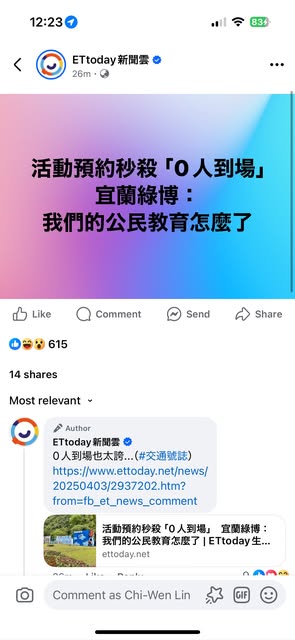 12:23
83
ETtoday新聞雲
26m
活動預約秒殺「0人到場」
宜蘭綠博：
我們的公民教育怎麼了
Like
Comment
Send
Share
615
14 shares
Most relevant
Author
ETtoday新聞雲
0人到場也太誇...（#交通號誌）
https://www.ettoday.net/news/
20250403/2937202.htm?
from=fb_et_news_comment
活動預約秒殺「0人到場」 宜蘭綠博：
我們的公民教育怎麼了 | ETtoday生...
ettoday.net
Comment as Chi-Wen Lin
GIF